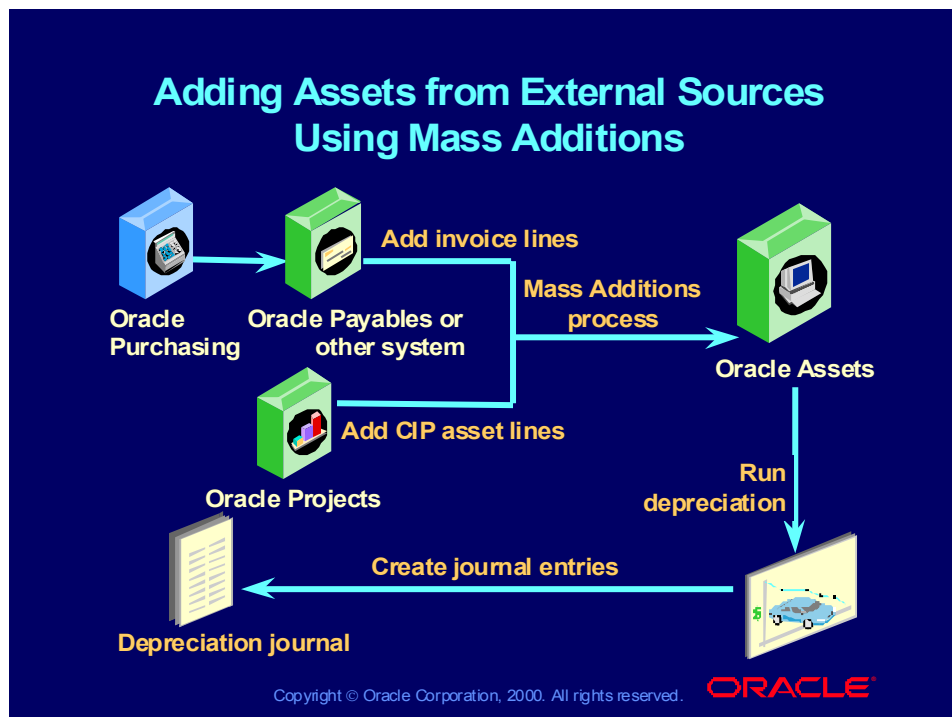 Adding Assets from External Sources
Using Mass Additions
Add invoice lines
Mass Additions
process
Oracle
Purchasing
Oracle Payables or
other system
Oracle Assets
Add CIP asset lines
Oracle Projects
Run
depreciation
Create journal entries
$
Depreciation journal
Copyright © Oracle Corporation, 2000. All rights reserved.
ORACLE®